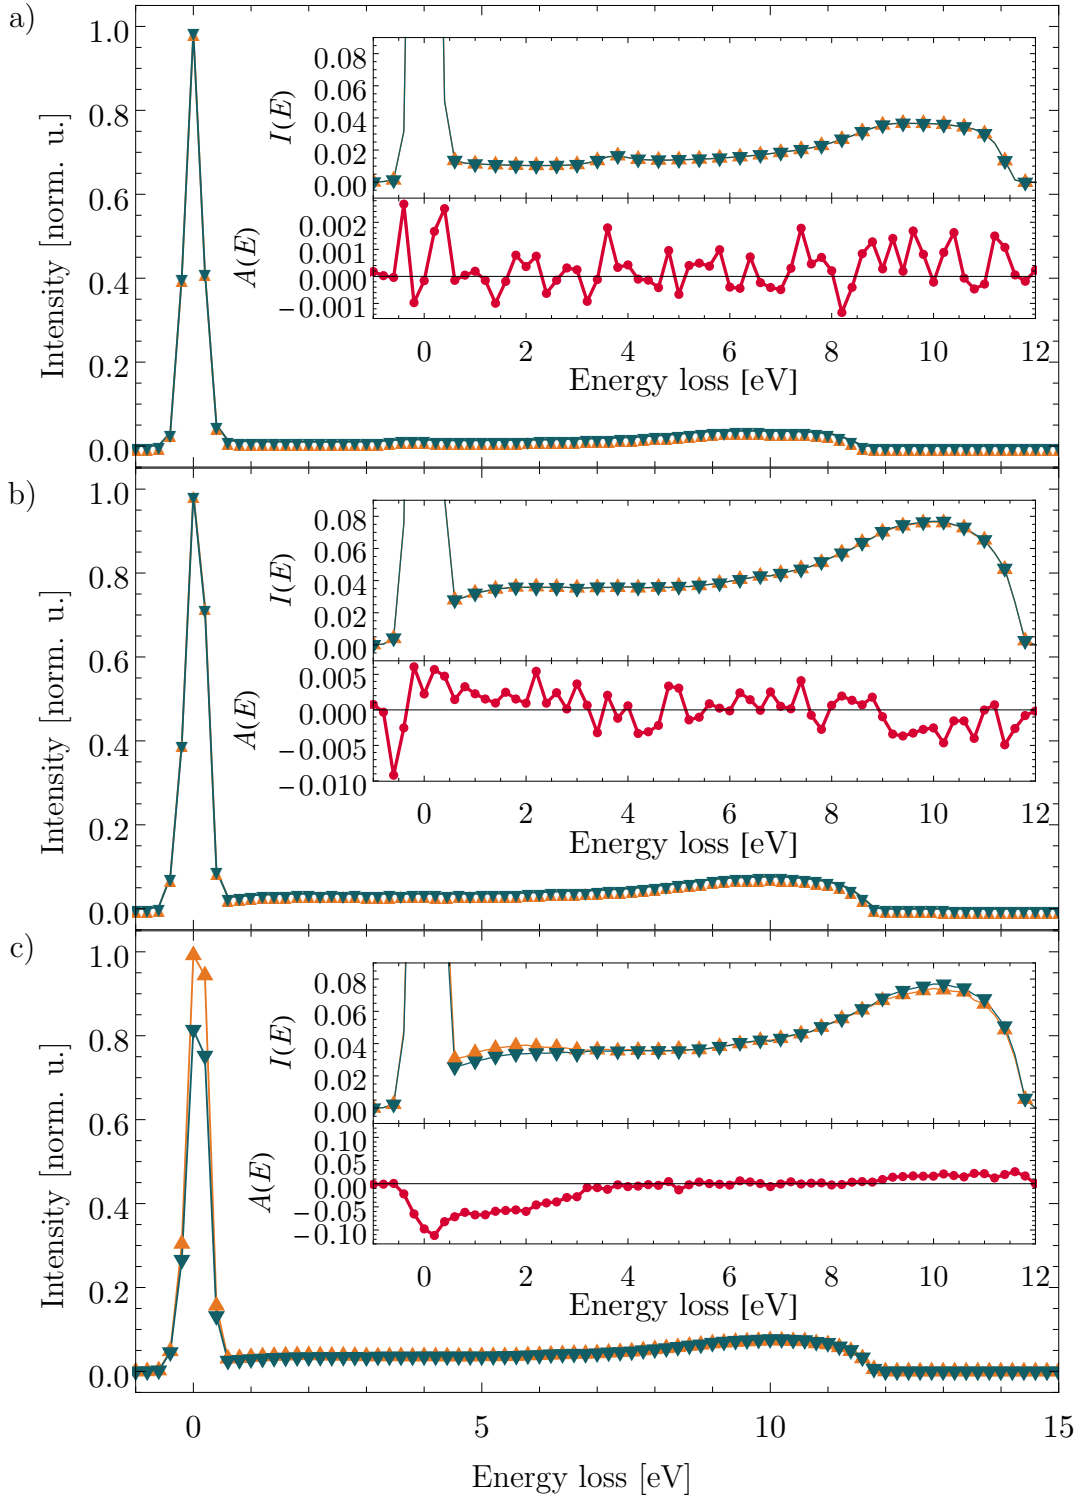 a)
Intensity [norm. u.]
1.0
0.8
0.6
0.4
0.2
0.0
I(E)
0.08
0.06
0.04
0.02
0.00
A(E)
0.002
0.001
0.000
−0.001
0 2 4 6 8 10 12
Energy loss [eV]
b)
Intensity [norm. u.]
1.0
0.8
0.6
0.4
0.2
0.0
I(E)
0.08
0.06
0.04
0.02
0.00
A(E)
0.005
0.000
−0.005
−0.010
0 2 4 6 8 10 12
Energy loss [eV]
c)
Intensity [norm. u.]
1.0
0.8
0.6
0.4
0.2
0.0
I(E)
0.08
0.06
0.04
0.02
0.00
A(E)
0.10
0.05
0.00
−0.05
−0.10
0 2 4 6 8 10 12
Energy loss [eV]
0 5 10 15
Energy loss [eV]